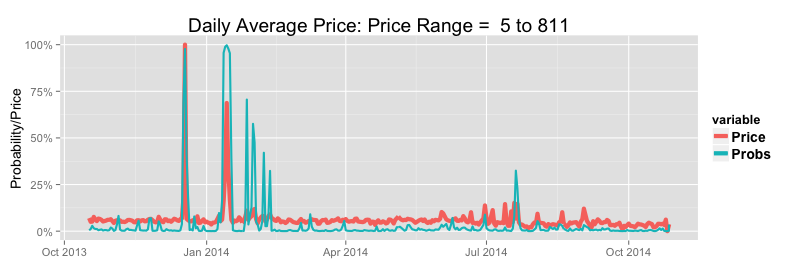 Daily Average Price: Price Range =  5 to 811
Probability/Price
100%
75%
50%
25%
0%
Oct 2013
Jan 2014
Apr 2014
Jul 2014
Oct 2014
variable
Price
Probs